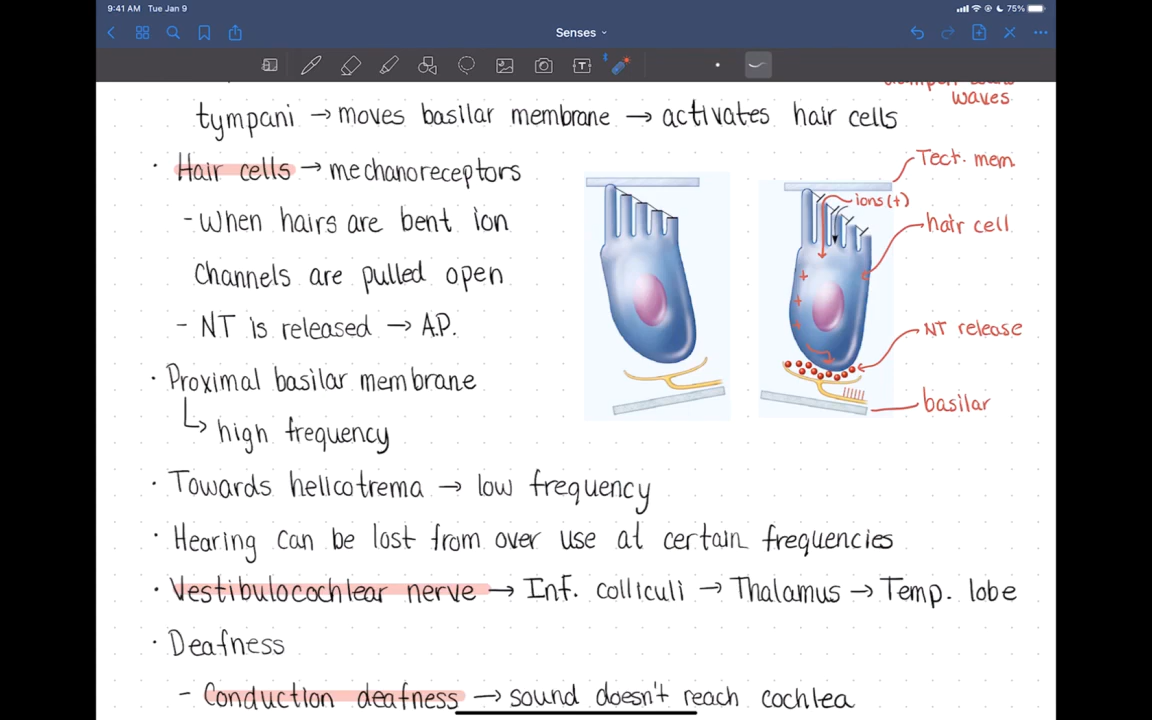 9:41 AM Tue Jan 9
75%
Senses
waves
tympani → moves basilar membrane → activates hair cells
· Hair cells → mechanoreceptors
- When hairs are bent ion
channels are pulled open
- NT is released → A.P.
· Proximal basilar membrane
↳ high frequency
Tect. mem.
ions (+)
hair cell
NT release
basilar
· Towards helicotrema → low frequency
· Hearing can be lost from over use at certain frequencies
· Vestibulocochlear nerve → Inf. colliculi → Thalamus → Temp. lobe
· Deafness
- Conduction deafness → sound doesn't reach cochlea